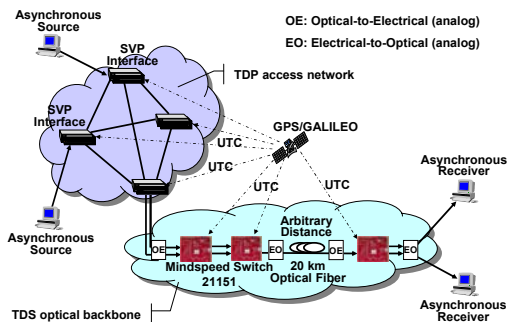 OE: Optical-to-Electrical (analog)
EO: Electrical-to-Optical (analog)
Asynchronous
Source
SVP
Interface
TDP access network
SVP
Interface
GPS/GALILEO
UTC
UTC
UTC
UTC
Asynchronous
Receiver
Asynchronous
Source
Arbitrary
Distance
OE
EO
OE
EO
Mindspeed Switch
21151
20 km
Optical Fiber
TDS optical backbone
Asynchronous
Receiver